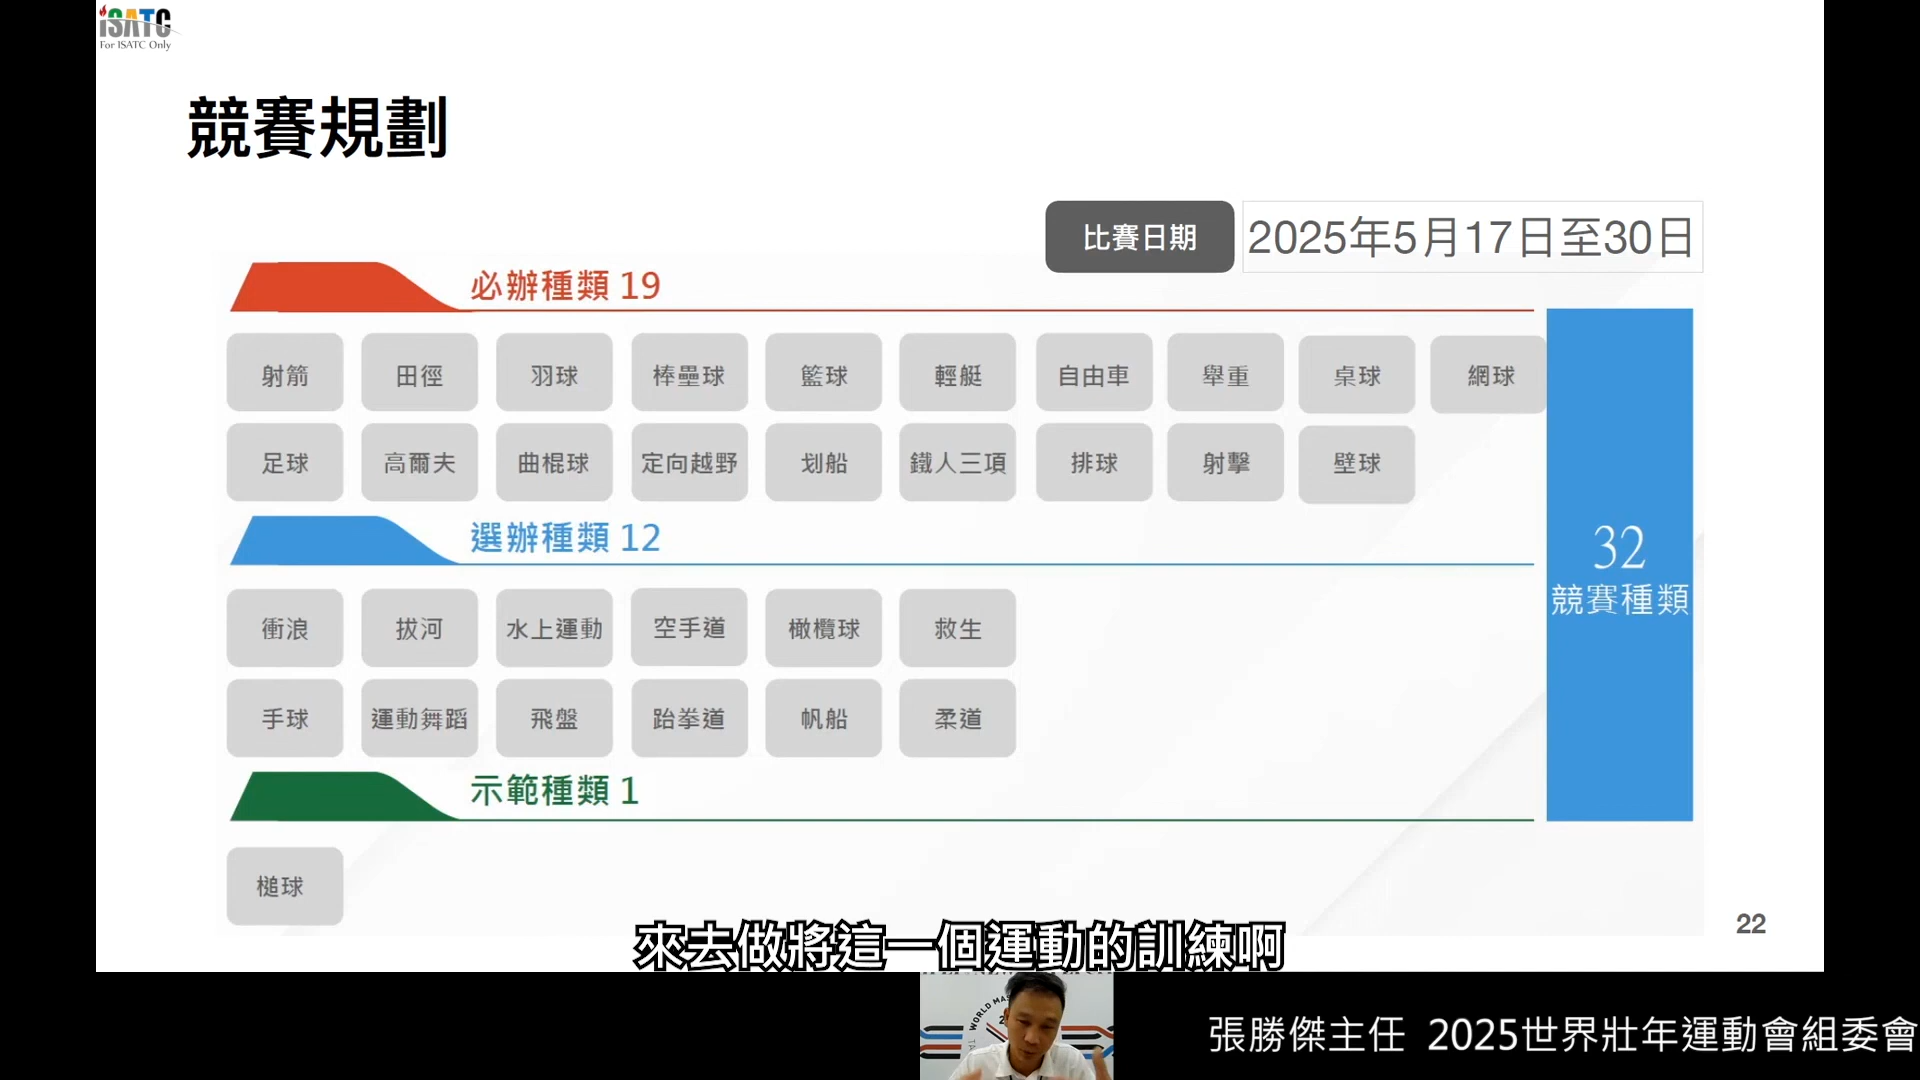 iSATC
For ISATC Only
競賽規劃
比賽日期 2025年5月17日至30日
必辦種類 19
射箭 田徑 羽球 棒壘球 籃球 輕艇 自由車 舉重 桌球 網球
足球 高爾夫 曲棍球 定向越野 划船 鐵人三項 排球 射擊 壁球
選辦種類 12
衝浪 拔河 水上運動 空手道 橄欖球 救生
手球 運動舞蹈 飛盤 跆拳道 帆船 柔道
示範種類 1
槌球
32
競賽種類
22
來去做將這一個運動的訓練啊
WORLD MAS
張勝傑主任 2025世界壯年運動會組委會